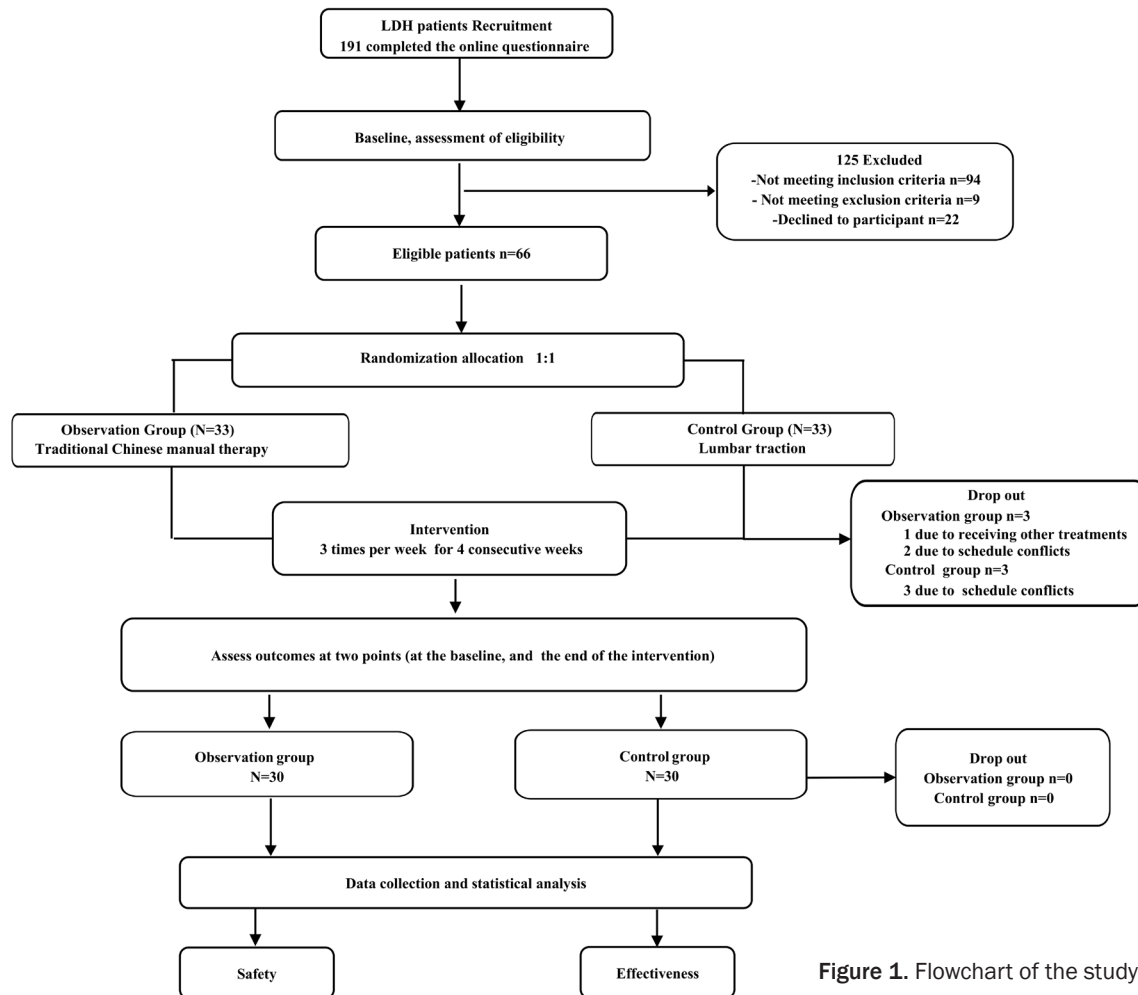 LDH patients Recruitment
191 completed the online questionnaire
Baseline, assessment of eligibility
125 Excluded
-Not meeting inclusion criteria n=94
- Not meeting exclusion criteria n=9
-Declined to participant n=22
Eligible patients n=66
Randomization allocation 1:1
Observation Group (N=33)
Traditional Chinese manual therapy
Control Group (N=33)
Lumbar traction
Intervention
3 times per week for 4 consecutive weeks
Drop out
Observation group n=3
1 due to receiving other treatments
2 due to schedule conflicts
Control group n=3
3 due to schedule conflicts
Assess outcomes at two points (at the baseline, and the end of the intervention)
Observation group
N=30
Control group
N=30
Drop out
Observation group n=0
Control group n=0
Data collection and statistical analysis
Safety
Effectiveness
Figure 1. Flowchart of the study.